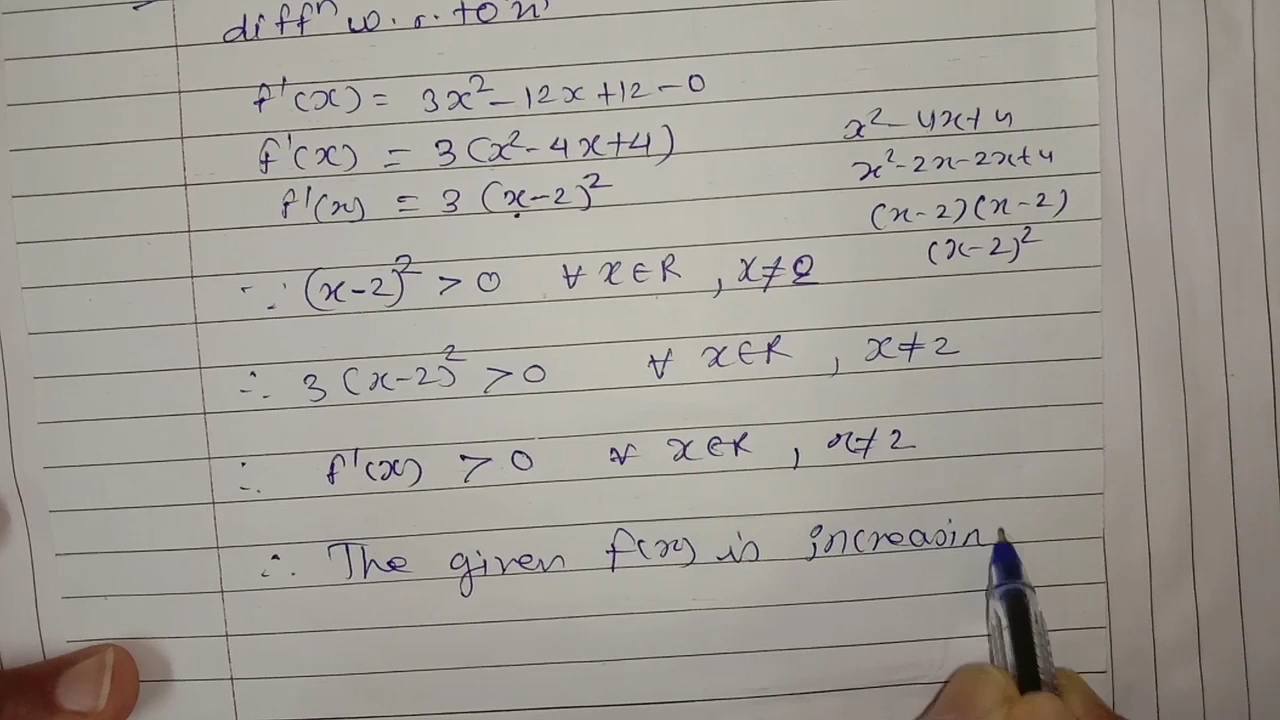 diffⁿ w.r.to x
f'(x) = 3x² - 12x + 12 - 0
f'(x) = 3(x² - 4x + 4)
f'(x) = 3 (x-2)²
x² - 4x + 4
x² - 2x - 2x + 4
(x-2)(x-2)
(x-2)²
∵ (x-2)² > 0 ∀ x∈R , x≠2
∴ 3(x-2)² > 0 ∀ x∈R , x≠2
∴ f'(x) > 0 ∀ x∈R , x≠2
∴ The given f(x) is increasin